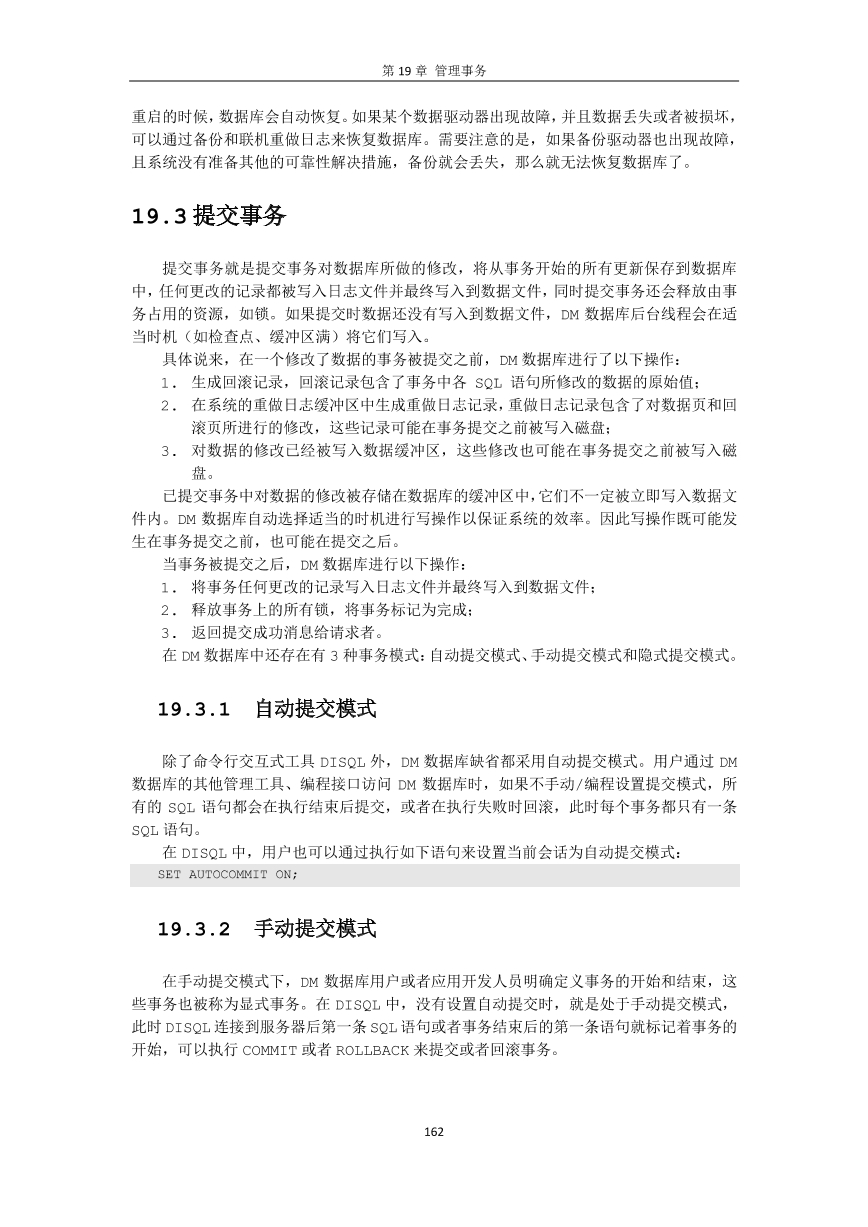 第 19 章 管理事务
重启的时候，数据库会自动恢复。如果某个数据驱动器出现故障，并且数据丢失或者被损坏，
可以通过备份和联机重做日志来恢复数据库。需要注意的是，如果备份驱动器也出现故障，
且系统没有准备其他的可靠性解决措施，备份就会丢失，那么就无法恢复数据库了。
19.3 提交事务
提交事务就是提交事务对数据库所做的修改，将从事务开始的所有更新保存到数据库
中，任何更改的记录都被写入日志文件并最终写入到数据文件，同时提交事务还会释放由事
务占用的资源，如锁。如果提交时数据还没有写入到数据文件，DM 数据库后台线程会在适
当时机（如检查点、缓冲区满）将它们写入。
具体说来，在一个修改了数据的事务被提交之前，DM 数据库进行了以下操作：
1. 生成回滚记录，回滚记录包含了事务中各 SQL 语句所修改的数据的原始值；
2. 在系统的重做日志缓冲区中生成重做日志记录，重做日志记录包含了对数据页和回
滚页所进行的修改，这些记录可能在事务提交之前被写入磁盘；
3. 对数据的修改已经被写入数据缓冲区，这些修改也可能在事务提交之前被写入磁
盘。
已提交事务中对数据的修改被存储在数据库的缓冲区中，它们不一定被立即写入数据文
件内。DM 数据库自动选择适当的时机进行写操作以保证系统的效率。因此写操作既可能发
生在事务提交之前，也可能在提交之后。
当事务被提交之后，DM 数据库进行以下操作：
1. 将事务任何更改的记录写入日志文件并最终写入到数据文件；
2. 释放事务上的所有锁，将事务标记为完成；
3. 返回提交成功消息给请求者。
在 DM 数据库中还存在有 3 种事务模式：自动提交模式、手动提交模式和隐式提交模式。
19.3.1 自动提交模式
除了命令行交互式工具 DISQL 外，DM 数据库缺省都采用自动提交模式。用户通过 DM
数据库的其他管理工具、编程接口访问 DM 数据库时，如果不手动/编程设置提交模式，所
有的 SQL 语句都会在执行结束后提交，或者在执行失败时回滚，此时每个事务都只有一条
SQL 语句。
在 DISQL 中，用户也可以通过执行如下语句来设置当前会话为自动提交模式：
SET AUTOCOMMIT ON;
19.3.2 手动提交模式
在手动提交模式下，DM 数据库用户或者应用开发人员明确定义事务的开始和结束，这
些事务也被称为显式事务。在 DISQL 中，没有设置自动提交时，就是处于手动提交模式，
此时 DISQL 连接到服务器后第一条 SQL 语句或者事务结束后的第一条语句就标记着事务的
开始，可以执行 COMMIT 或者 ROLLBACK 来提交或者回滚事务。
162